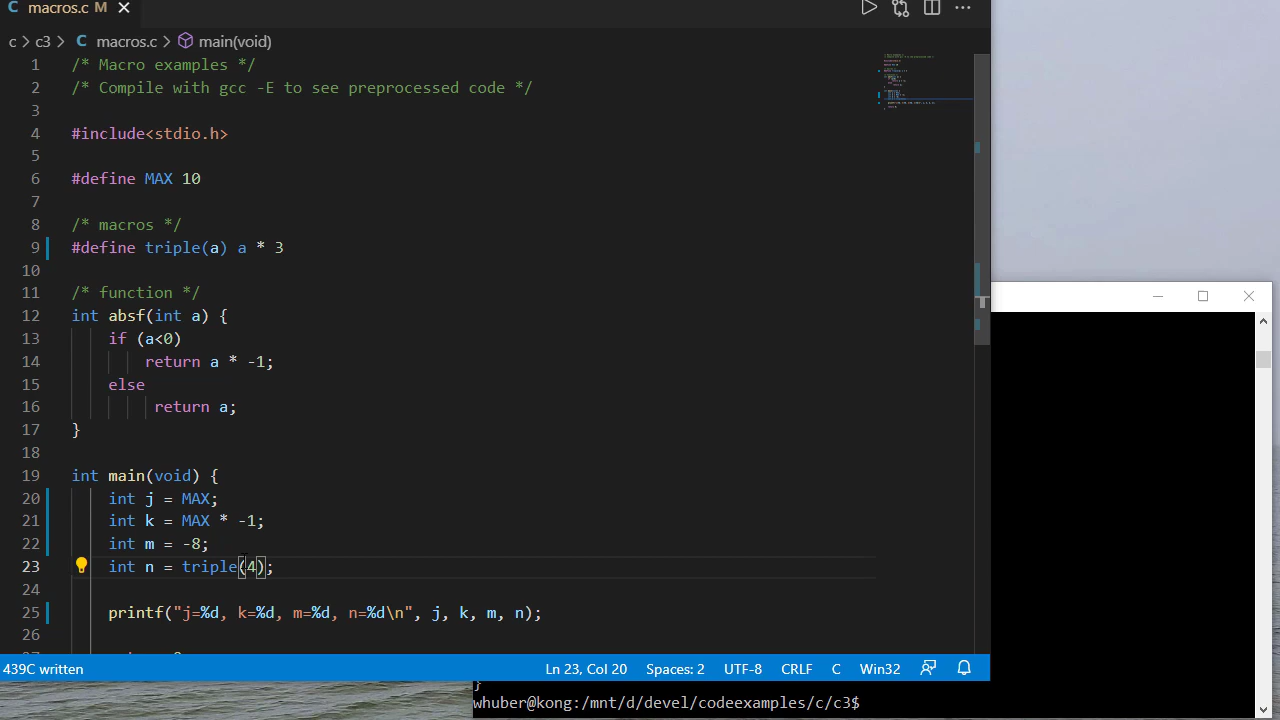 C macros.c M
c > c3 > C macros.c > main(void)
1 /* Macro examples */
2 /* Compile with gcc -E to see preprocessed code */
3
4 #include<stdio.h>
5
6 #define MAX 10
7
8 /* macros */
9 #define triple(a) a * 3
10
11 /* function */
12 int absf(int a) {
13 if (a<0)
14 return a * -1;
15 else
16 return a;
17 }
18
19 int main(void) {
20 int j = MAX;
21 int k = MAX * -1;
22 int m = -8;
23 int n = triple(4);
24
25 printf("j=%d, k=%d, m=%d, n=%d\n", j, k, m, n);
26
439C written Ln 23, Col 20 Spaces: 2 UTF-8 CRLF C Win32
}
whuber@kong:/mnt/d/devel/codeexamples/c/c3$